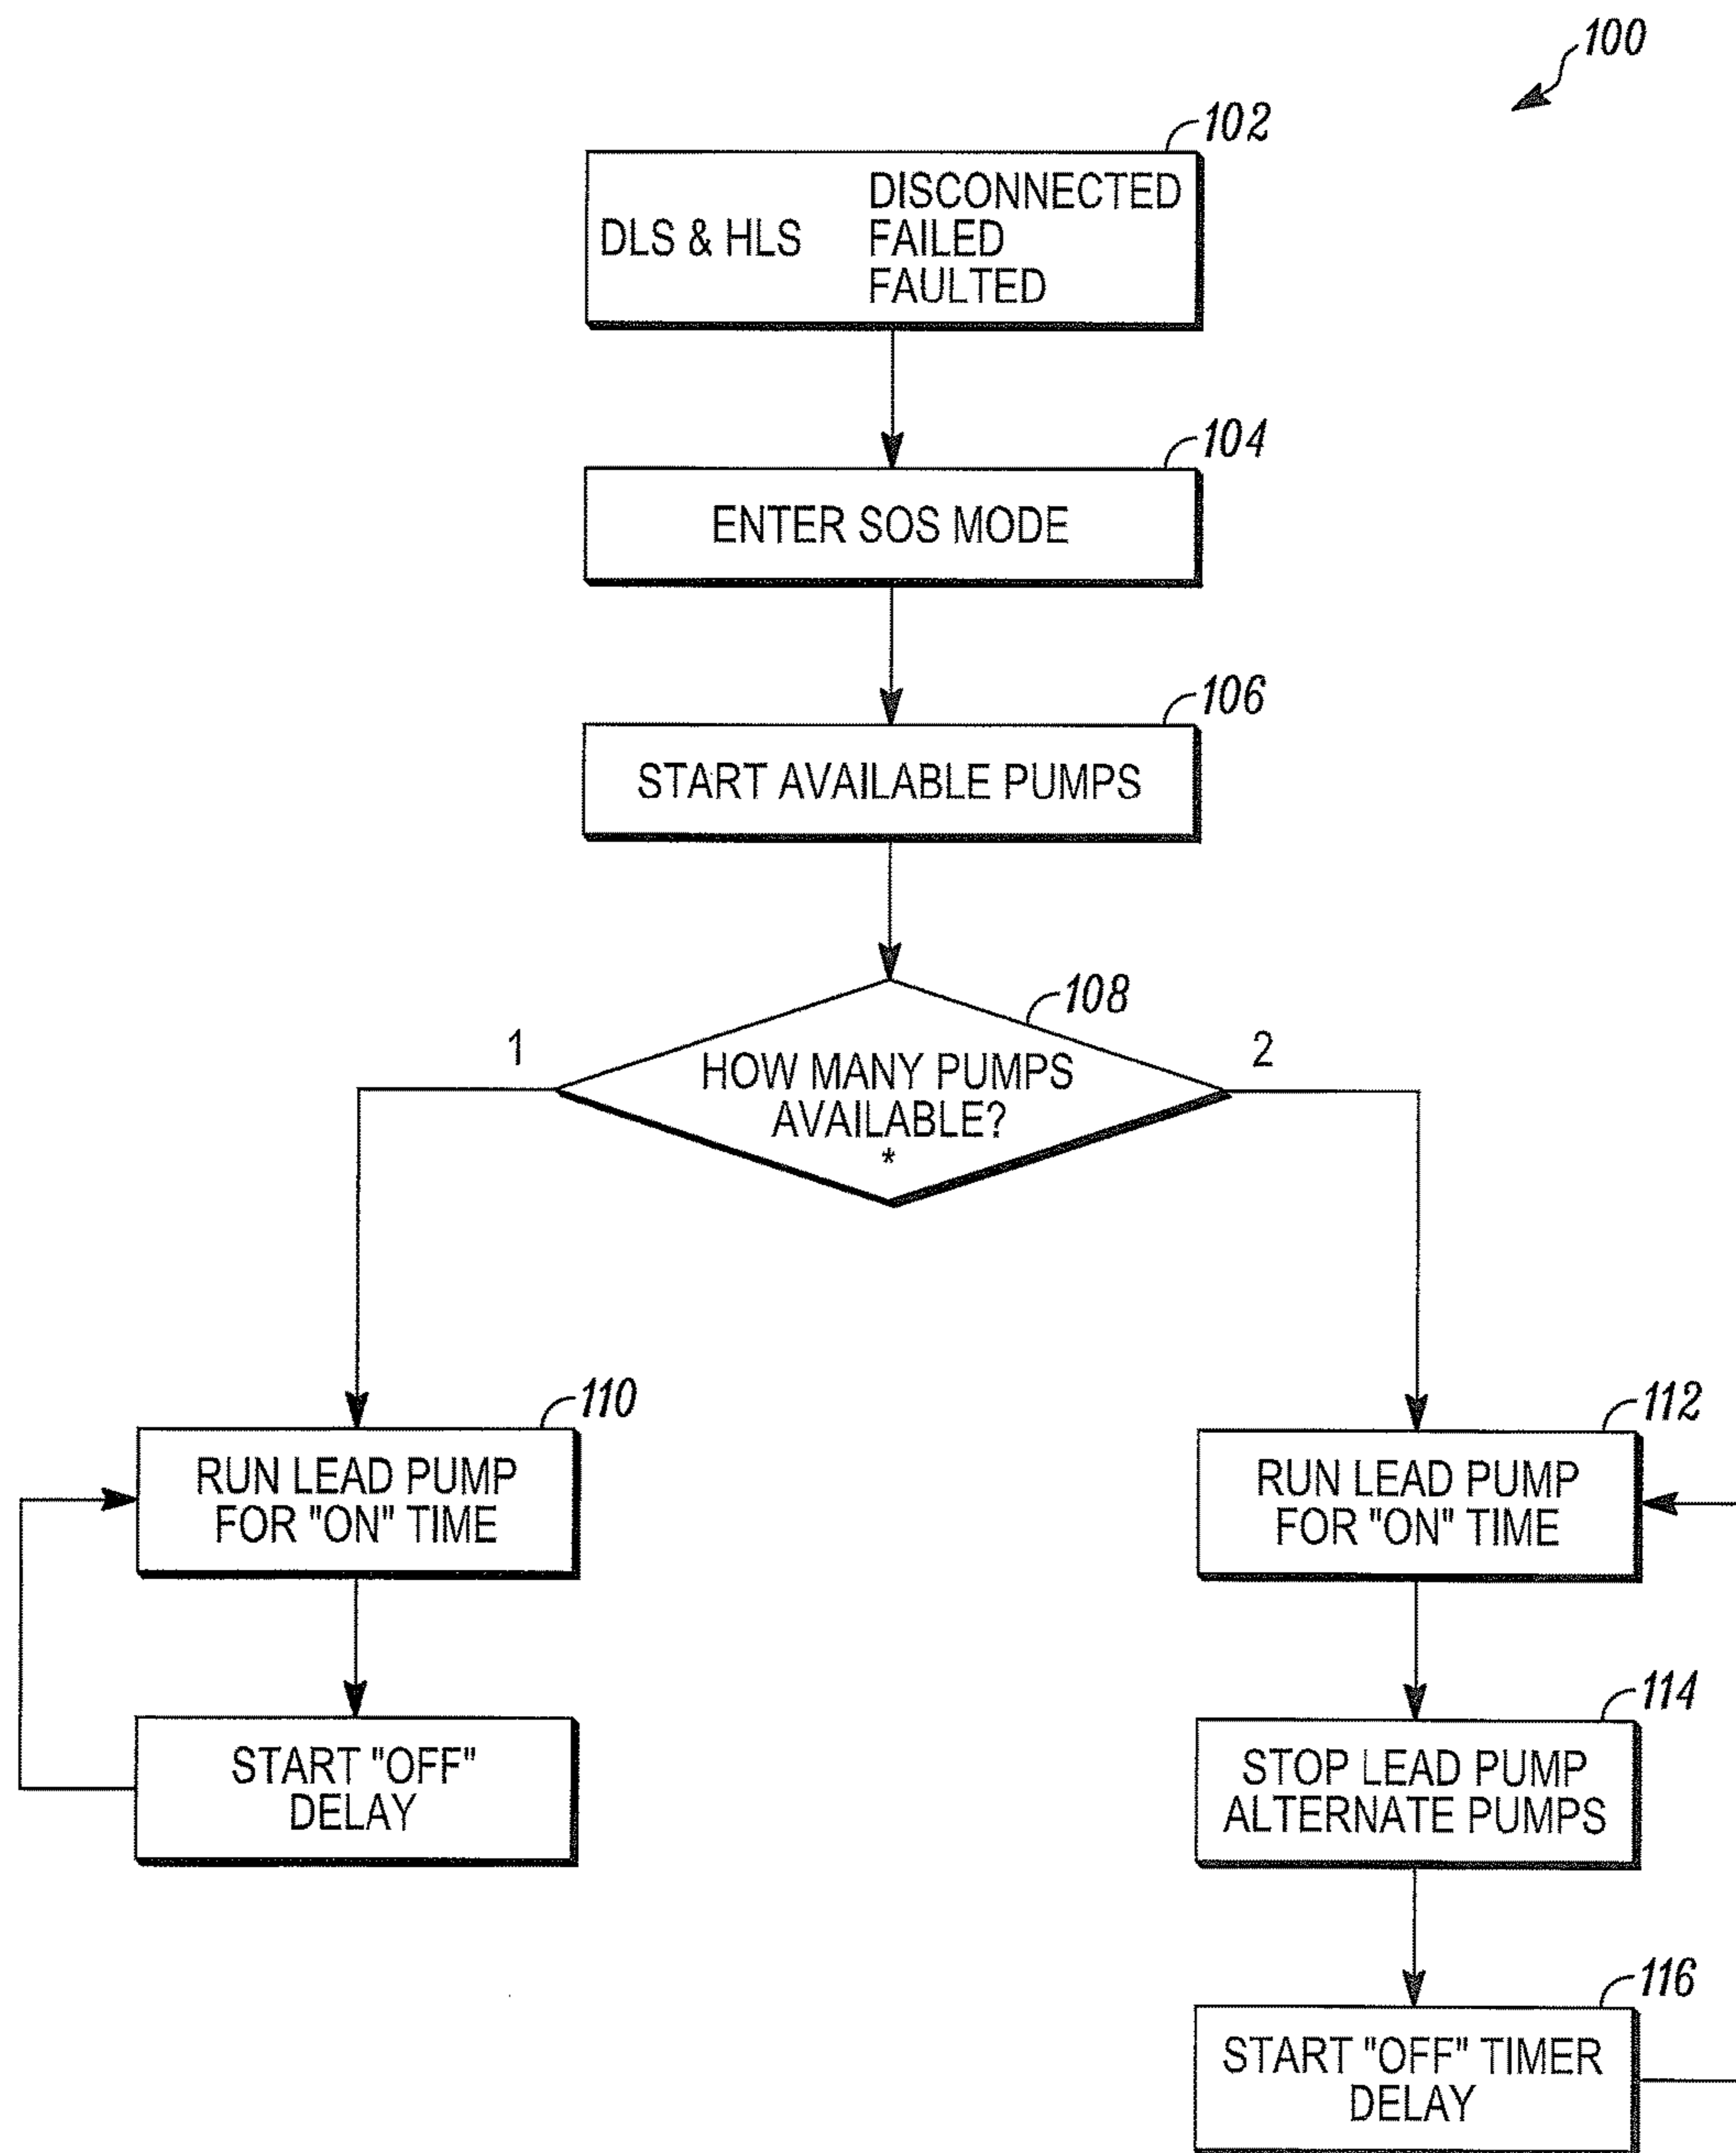 100
102
DLS & HLS
DISCONNECTED
FAILED
FAULTED
104
ENTER SOS MODE
106
START AVAILABLE PUMPS
108
1
HOW MANY PUMPS
AVAILABLE?
*
2
110
RUN LEAD PUMP
FOR "ON" TIME
112
RUN LEAD PUMP
FOR "ON" TIME
START "OFF"
DELAY
114
STOP LEAD PUMP
ALTERNATE PUMPS
116
START "OFF" TIMER
DELAY